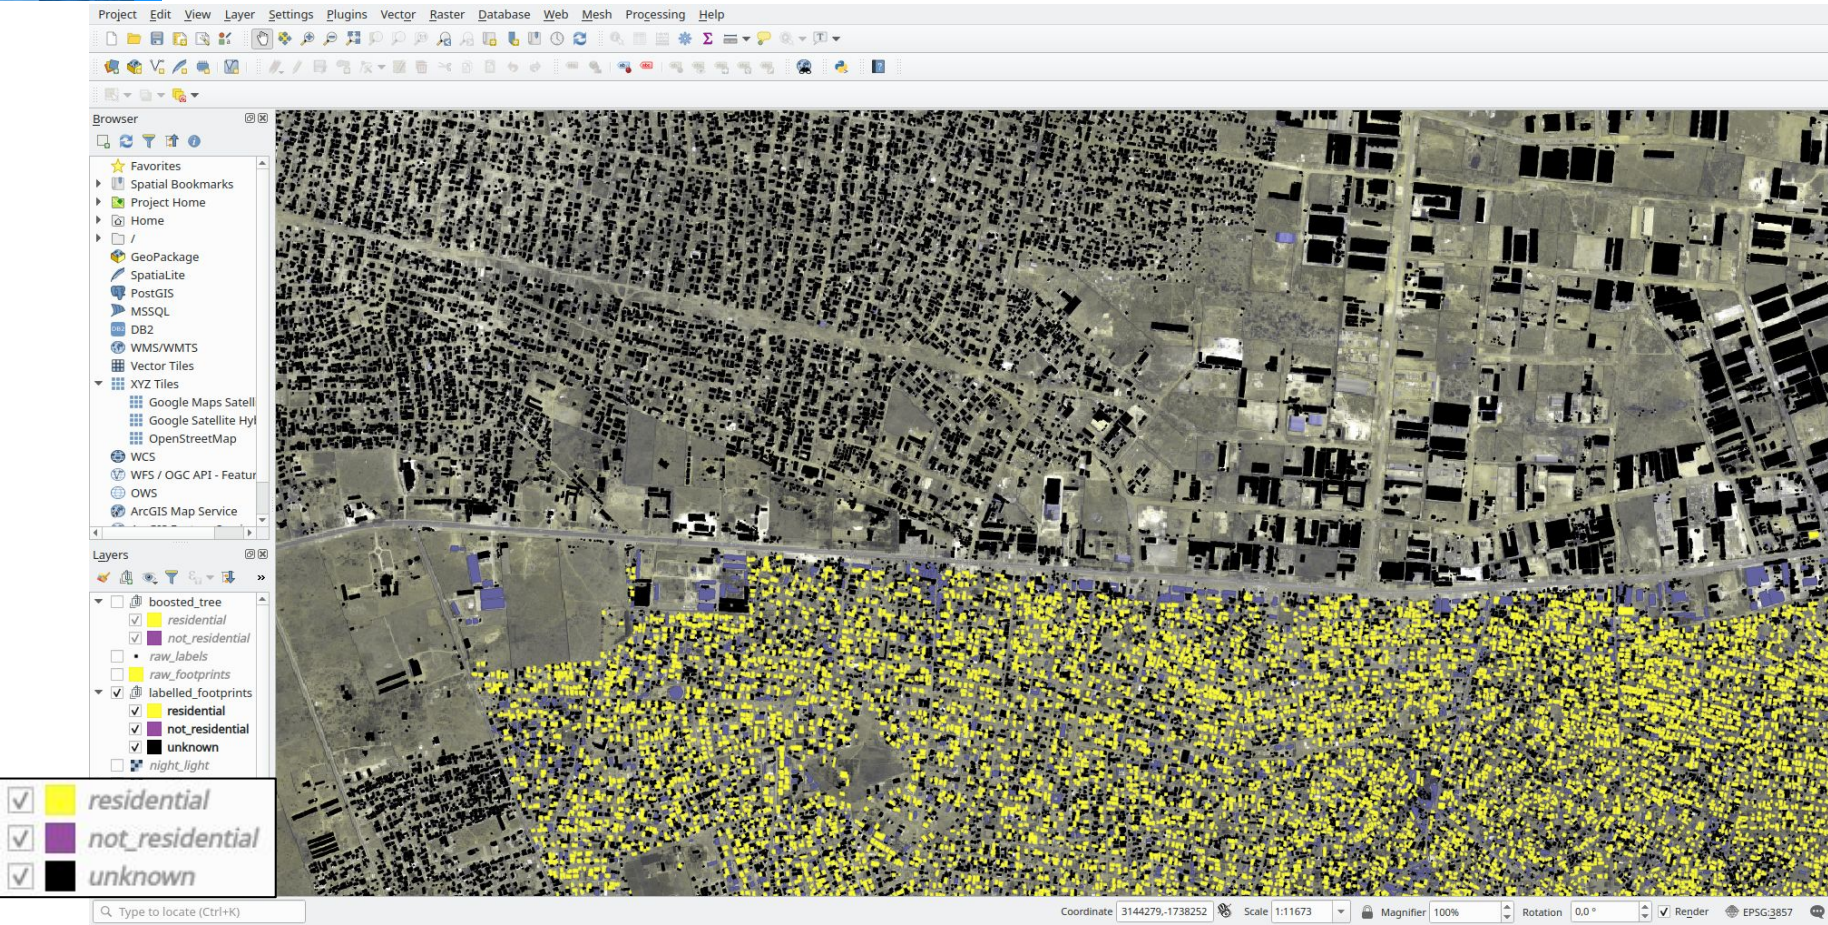 Project Edit View Layer Settings Plugins Vector Raster Database Web Mesh Processing Help
Browser
Favorites
Spatial Bookmarks
Project Home
Home
/
GeoPackage
SpatiaLite
PostGIS
MSSQL
DB2
WMS/WMTS
Vector Tiles
XYZ Tiles
Google Maps Satell
Google Satellite Hyl
OpenStreetMap
WCS
WFS / OGC API - Featur
OWS
ArcGIS Map Service
Layers
boosted_tree
residential
not_residential
raw_labels
raw_footprints
labelled_footprints
residential
not_residential
unknown
night_light
residential
not_residential
unknown
Type to locate (Ctrl+K)
Coordinate 3144279,-1738252 Scale 1:11673 Magnifier 100% Rotation 0,0 ° Render EPSG:3857